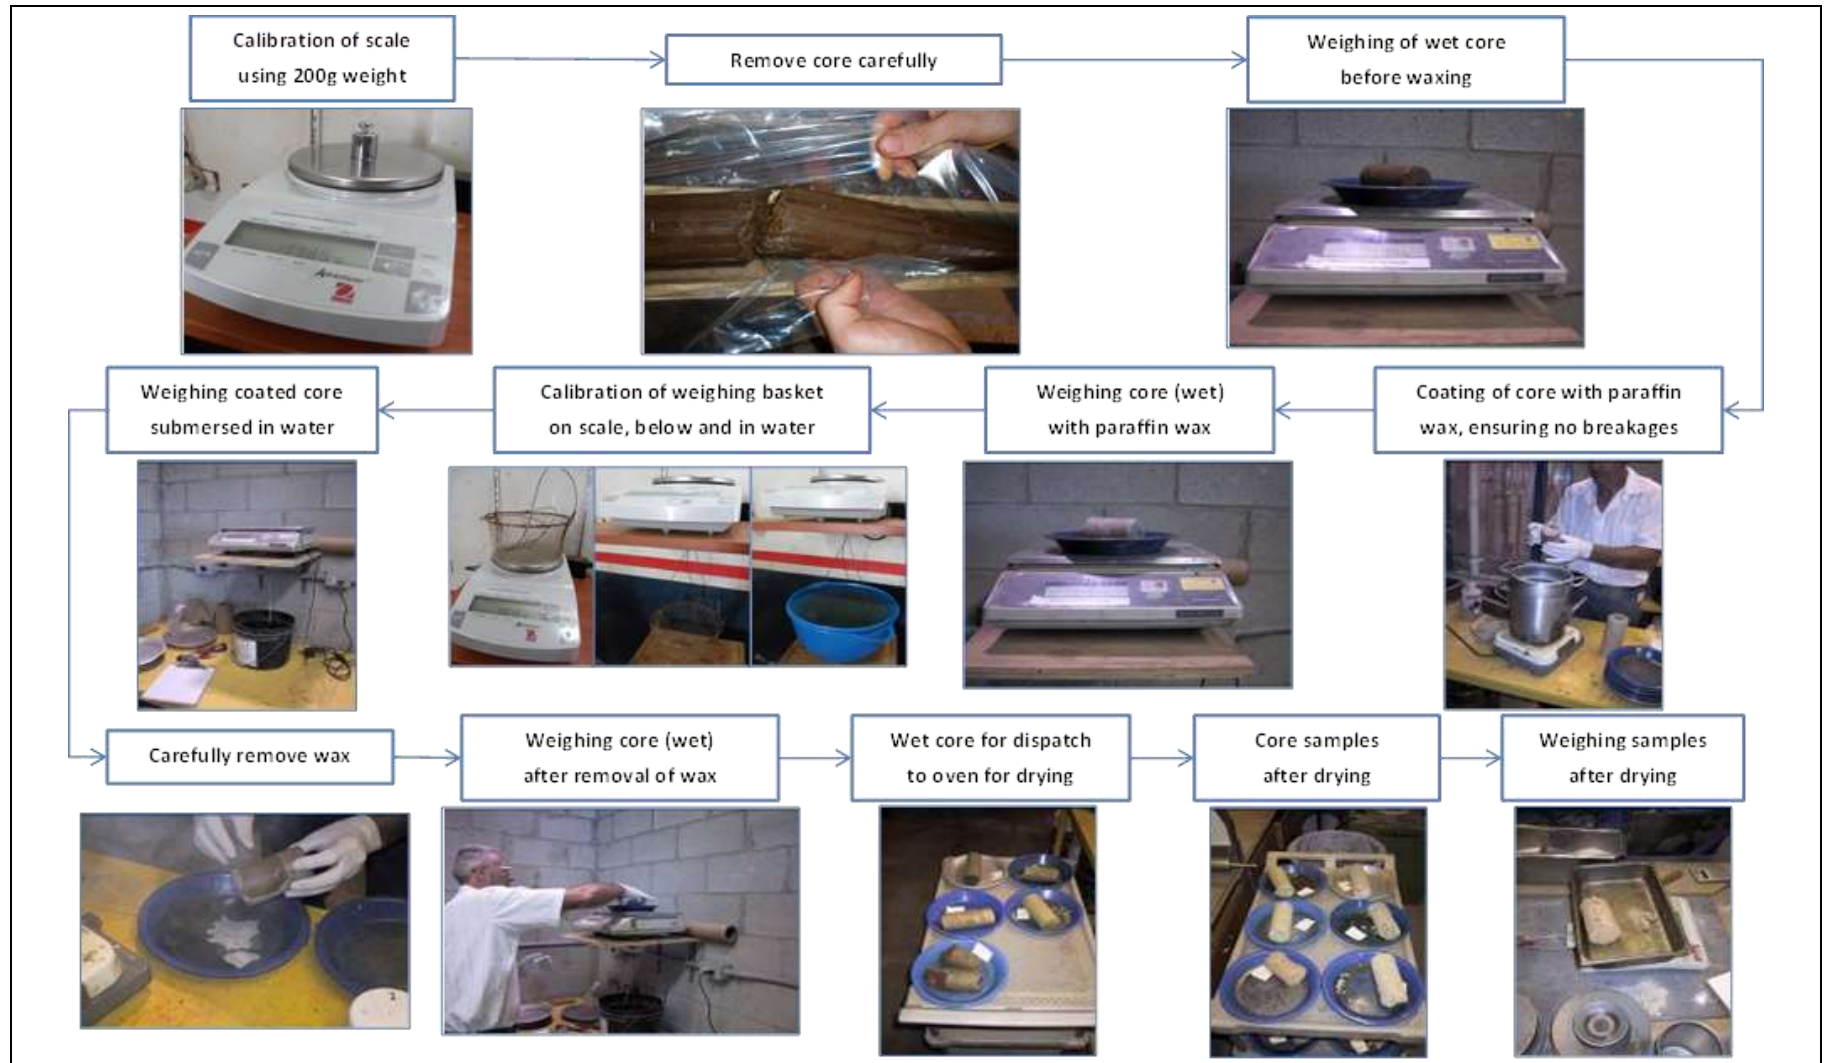 Calibration of scale
using 200g weight
Remove core carefully
Weighing of wet core
before waxing
Coating of core with paraffin
wax, ensuring no breakages
Weighing core (wet)
with paraffin wax
Calibration of weighing basket
on scale, below and in water
Weighing coated core
submersed in water
Carefully remove wax
Weighing core (wet)
after removal of wax
Wet core for dispatch
to oven for drying
Core samples
after drying
Weighing samples
after drying